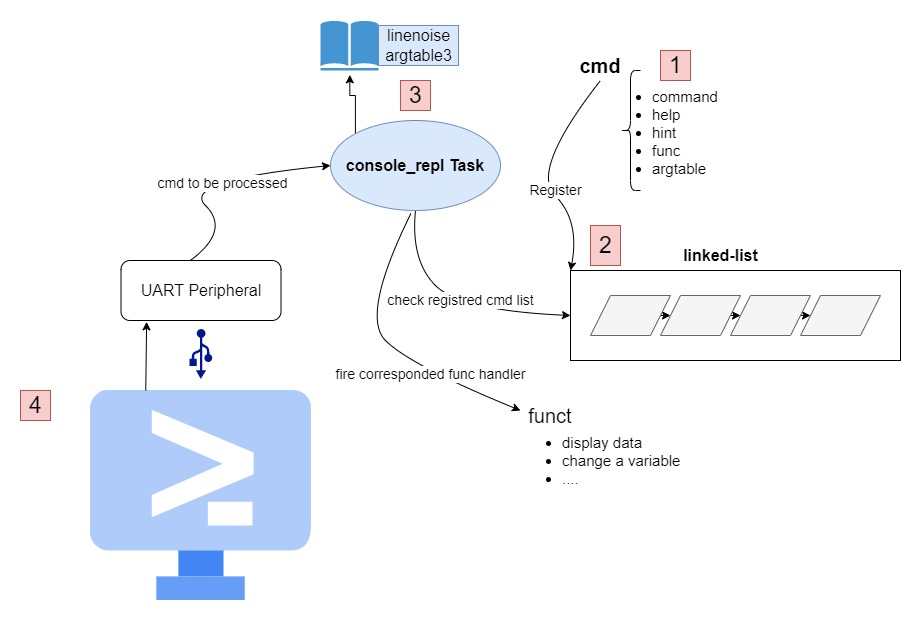 linenoise
argtable3
cmd
1
• command
• help
• hint
• func
• argtable
3
console_repl Task
cmd to be processed
Register
2
linked-list
UART Peripheral
check registred cmd list
fire corresponded func handler
4
funct
• display data
• change a variable
• ....